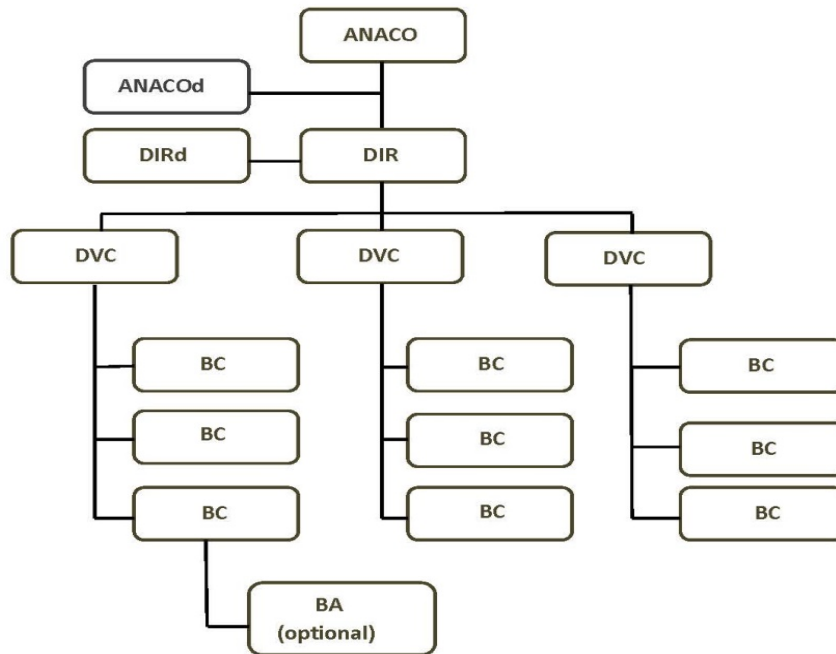 ANACO
ANACOd
DIRd
DIR
DVC
DVC
DVC
BC
BC
BC
BC
BC
BC
BC
BC
BC
BA
(optional)